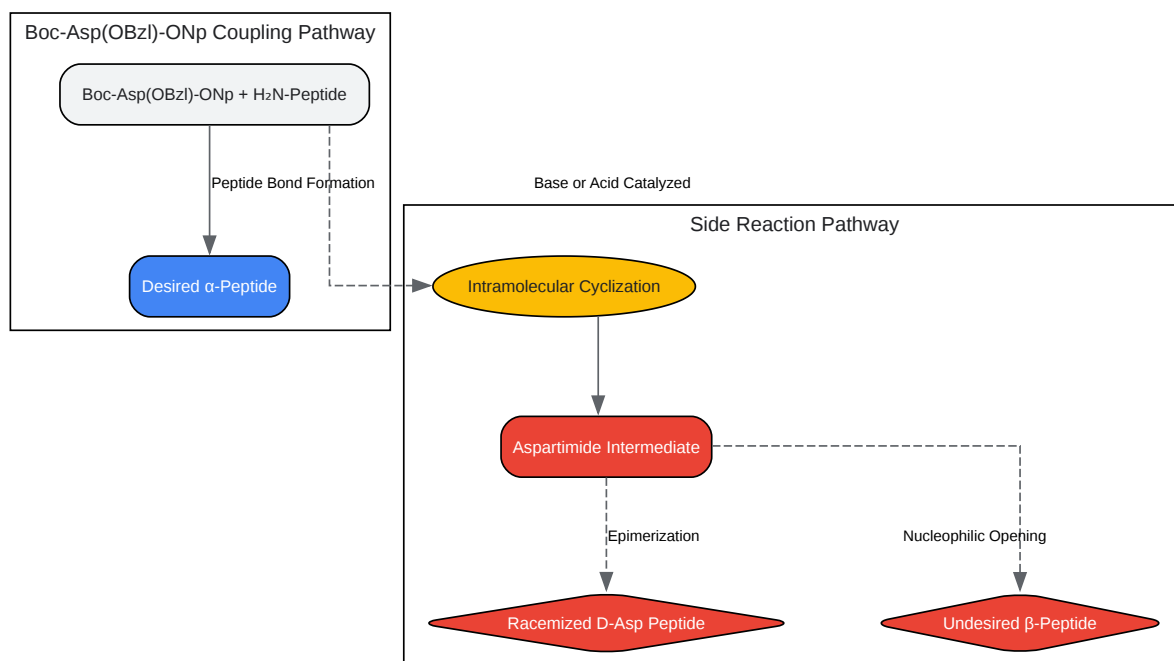 Boc-Asp(OBzl)-ONp Coupling Pathway
Boc-Asp(OBzl)-ONp + H₂N-Peptide
Peptide Bond Formation
Base or Acid Catalyzed
Side Reaction Pathway
Desired α-Peptide
Intramolecular Cyclization
Aspartimide Intermediate
Epimerization
Nucleophilic Opening
Racemized D-Asp Peptide
Undesired β-Peptide